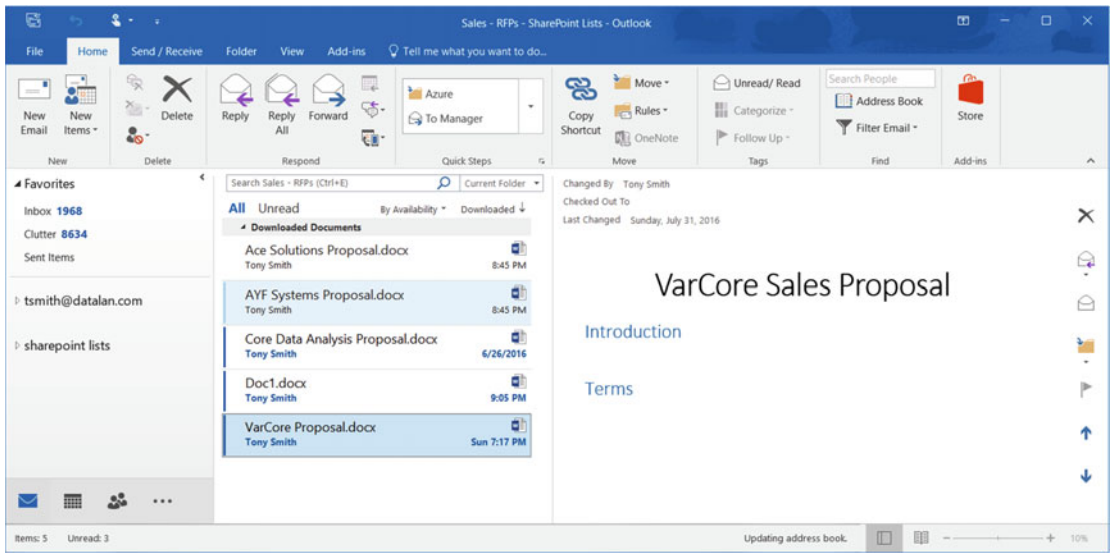 Sales - RFPs - SharePoint Lists - Outlook
File Home Send / Receive Folder View Add-ins Tell me what you want to do...
New Email
New Items
Delete
Reply
Reply All
Forward
Azure
To Manager
Copy Shortcut
Move
Rules
OneNote
Unread/ Read
Categorize
Follow Up
Search People
Address Book
Filter Email
Store
New Delete Respond Quick Steps Move Tags Find Add-ins
Favorites
Inbox 1968
Clutter 8634
Sent Items
tsmith@datalan.com
sharepoint lists
Search Sales - RFPs (Ctrl+E) Current Folder
All Unread By Availability Downloaded
Downloaded Documents
Ace Solutions Proposal.docx
Tony Smith 8:45 PM
AYF Systems Proposal.docx
Tony Smith 8:45 PM
Core Data Analysis Proposal.docx
Tony Smith 6/26/2016
Doc1.docx
Tony Smith 9:05 PM
VarCore Proposal.docx
Tony Smith Sun 7:17 PM
Changed By Tony Smith
Checked Out To
Last Changed Sunday, July 31, 2016
VarCore Sales Proposal
Introduction
Terms
Items: 5 Unread: 3 Updating address book. 10%